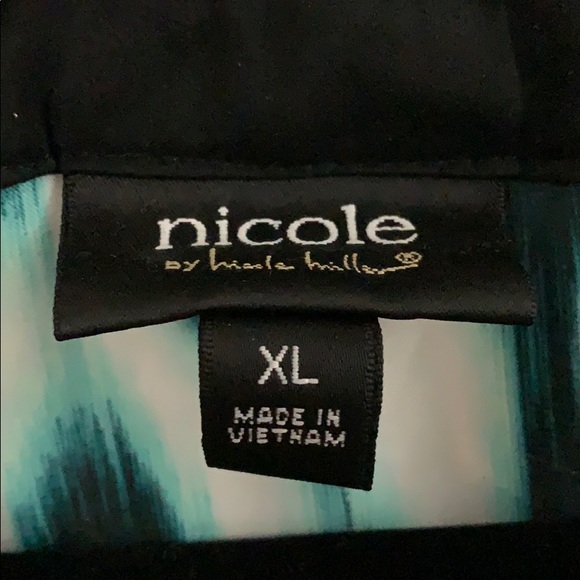 nicole
by nicole miller ®
XL
MADE IN
VIETNAM